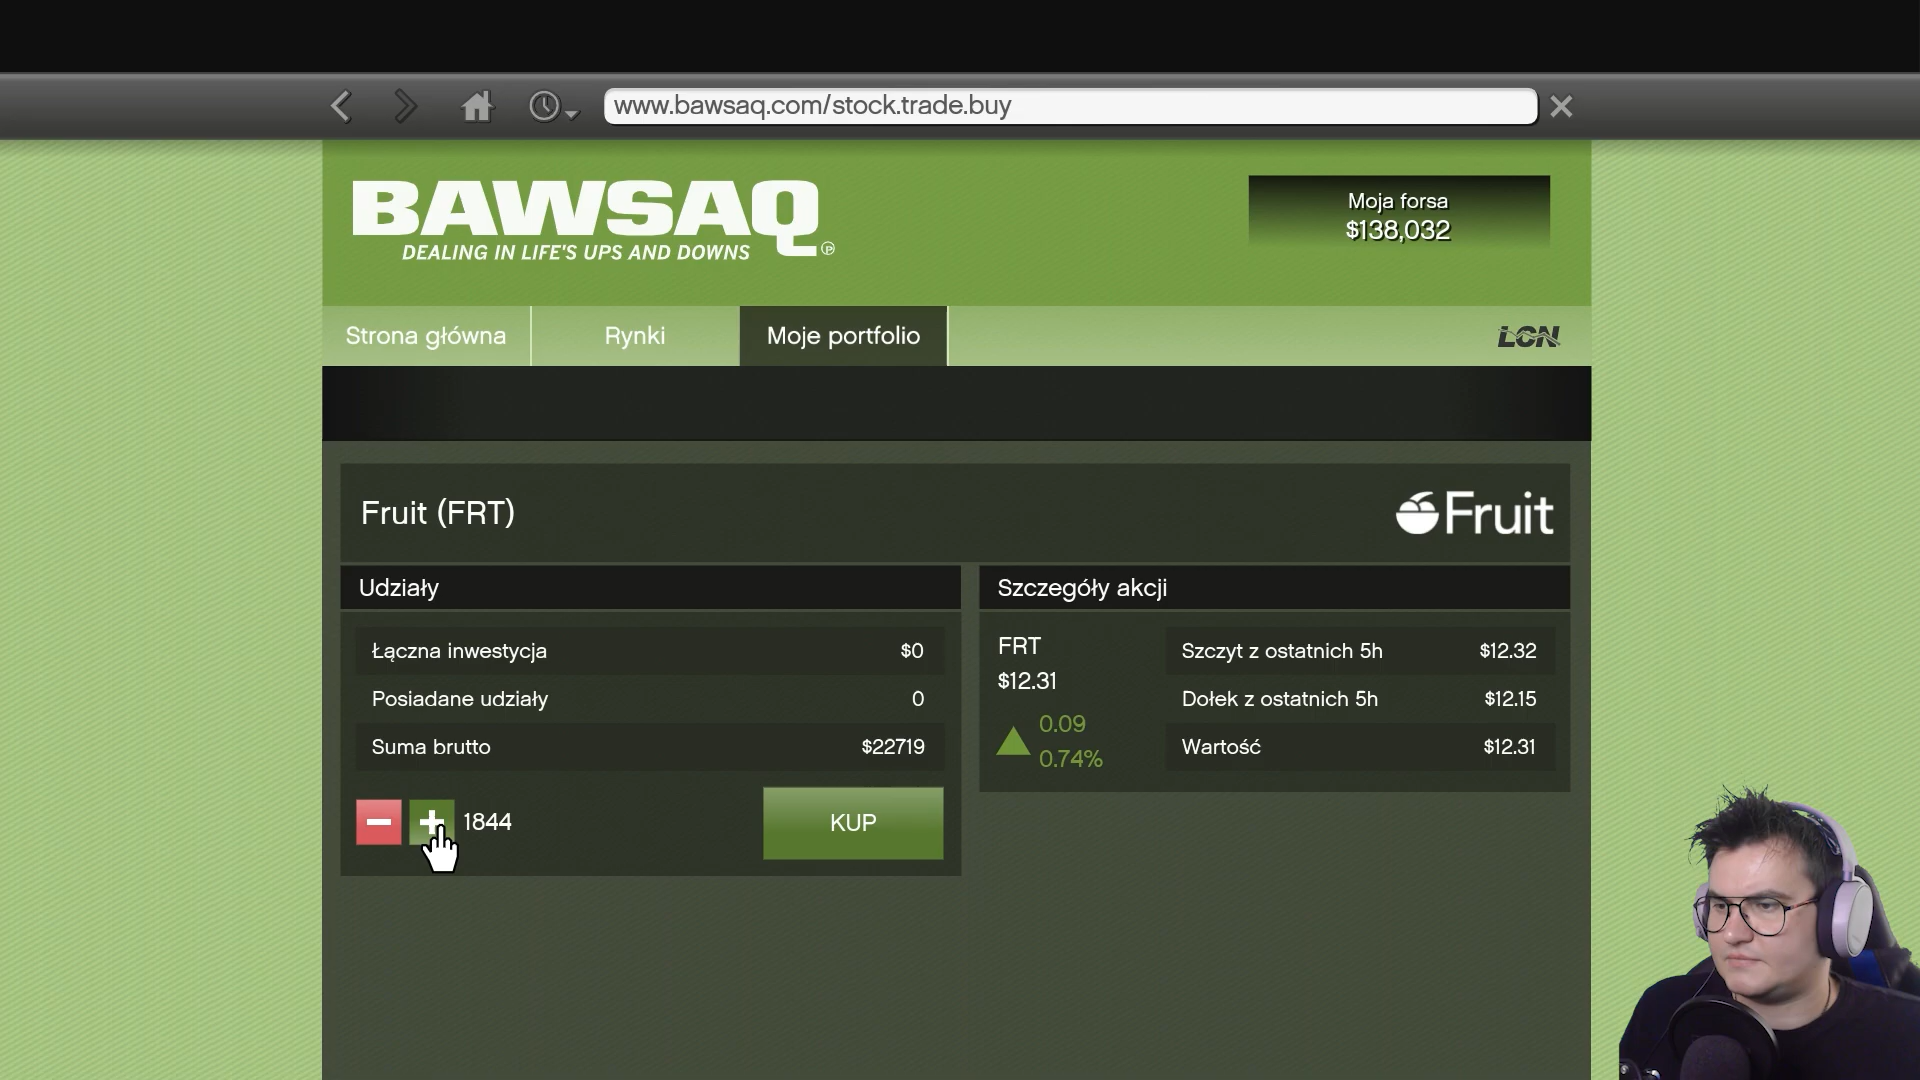 www.bawsaq.com/stock.trade.buy
BAWSAQ
DEALING IN LIFE'S UPS AND DOWNS
Moja forsa
$138,032
Strona główna
Rynki
Moje portfolio
LCN
Fruit (FRT)
Fruit
Udziały
Łączna inwestycja $0
Posiadane udziały 0
Suma brutto $22719
1844
KUP
Szczegóły akcji
FRT
$12.31
0.09
0.74%
Szczyt z ostatnich 5h $12.32
Dołek z ostatnich 5h $12.15
Wartość $12.31